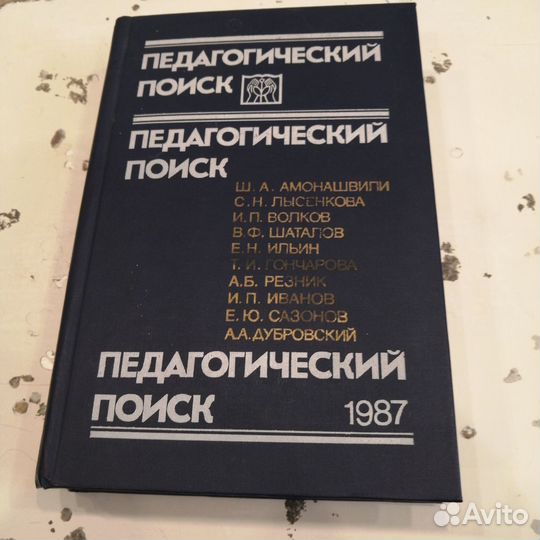 ПЕДАГОГИЧЕСКИЙ
ПОИСК
ПЕДАГОГИЧЕСКИЙ
ПОИСК
Ш. А. АМОНАШВИЛИ
С. Н. ЛЫСЕНКОВА
И. П. ВОЛКОВ
В. Ф. ШАТАЛОВ
Е. Н. ИЛЬИН
Т. И. ГОНЧАРОВА
А. Б. РЕЗНИК
И. П. ИВАНОВ
Е. Ю. САЗОНОВ
А. А. ДУБРОВСКИЙ
ПЕДАГОГИЧЕСКИЙ
ПОИСК 1987
Avito